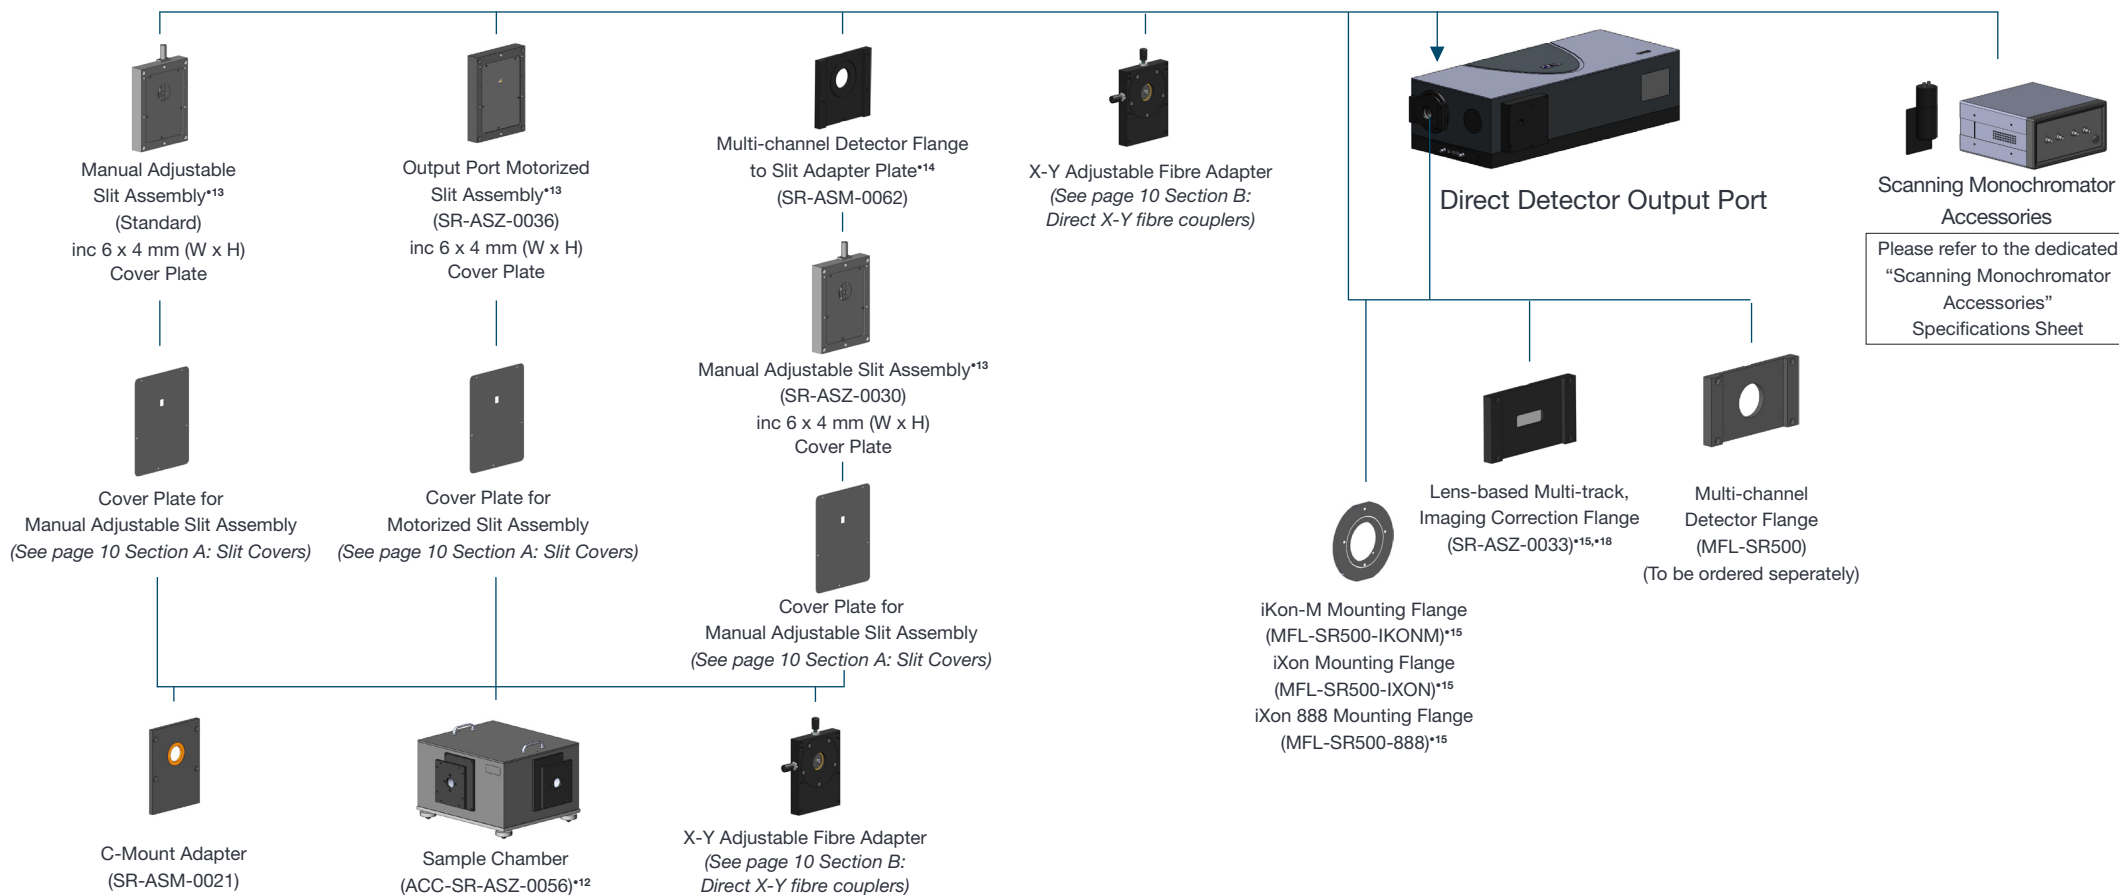 Manual Adjustable
Slit Assembly•13
(Standard)
inc 6 x 4 mm (W x H)
Cover Plate
Output Port Motorized
Slit Assembly•13
(SR-ASZ-0036)
inc 6 x 4 mm (W x H)
Cover Plate
Multi-channel Detector Flange
to Slit Adapter Plate•14
(SR-ASM-0062)
X-Y Adjustable Fibre Adapter
(See page 10 Section B:
Direct X-Y fibre couplers)
Direct Detector Output Port
Scanning Monochromator
Accessories
Please refer to the dedicated
“Scanning Monochromator
Accessories”
Specifications Sheet
Manual Adjustable Slit Assembly•13
(SR-ASZ-0030)
inc 6 x 4 mm (W x H)
Cover Plate
Cover Plate for
Manual Adjustable Slit Assembly
(See page 10 Section A: Slit Covers)
Cover Plate for
Motorized Slit Assembly
(See page 10 Section A: Slit Covers)
Cover Plate for
Manual Adjustable Slit Assembly
(See page 10 Section A: Slit Covers)
Lens-based Multi-track,
Imaging Correction Flange
(SR-ASZ-0033)•15,•18
Multi-channel
Detector Flange
(MFL-SR500)
(To be ordered seperately)
iKon-M Mounting Flange
(MFL-SR500-IKONM)•15
iXon Mounting Flange
(MFL-SR500-IXON)•15
iXon 888 Mounting Flange
(MFL-SR500-888)•15
C-Mount Adapter
(SR-ASM-0021)
Sample Chamber
(ACC-SR-ASZ-0056)•12
X-Y Adjustable Fibre Adapter
(See page 10 Section B:
Direct X-Y fibre couplers)